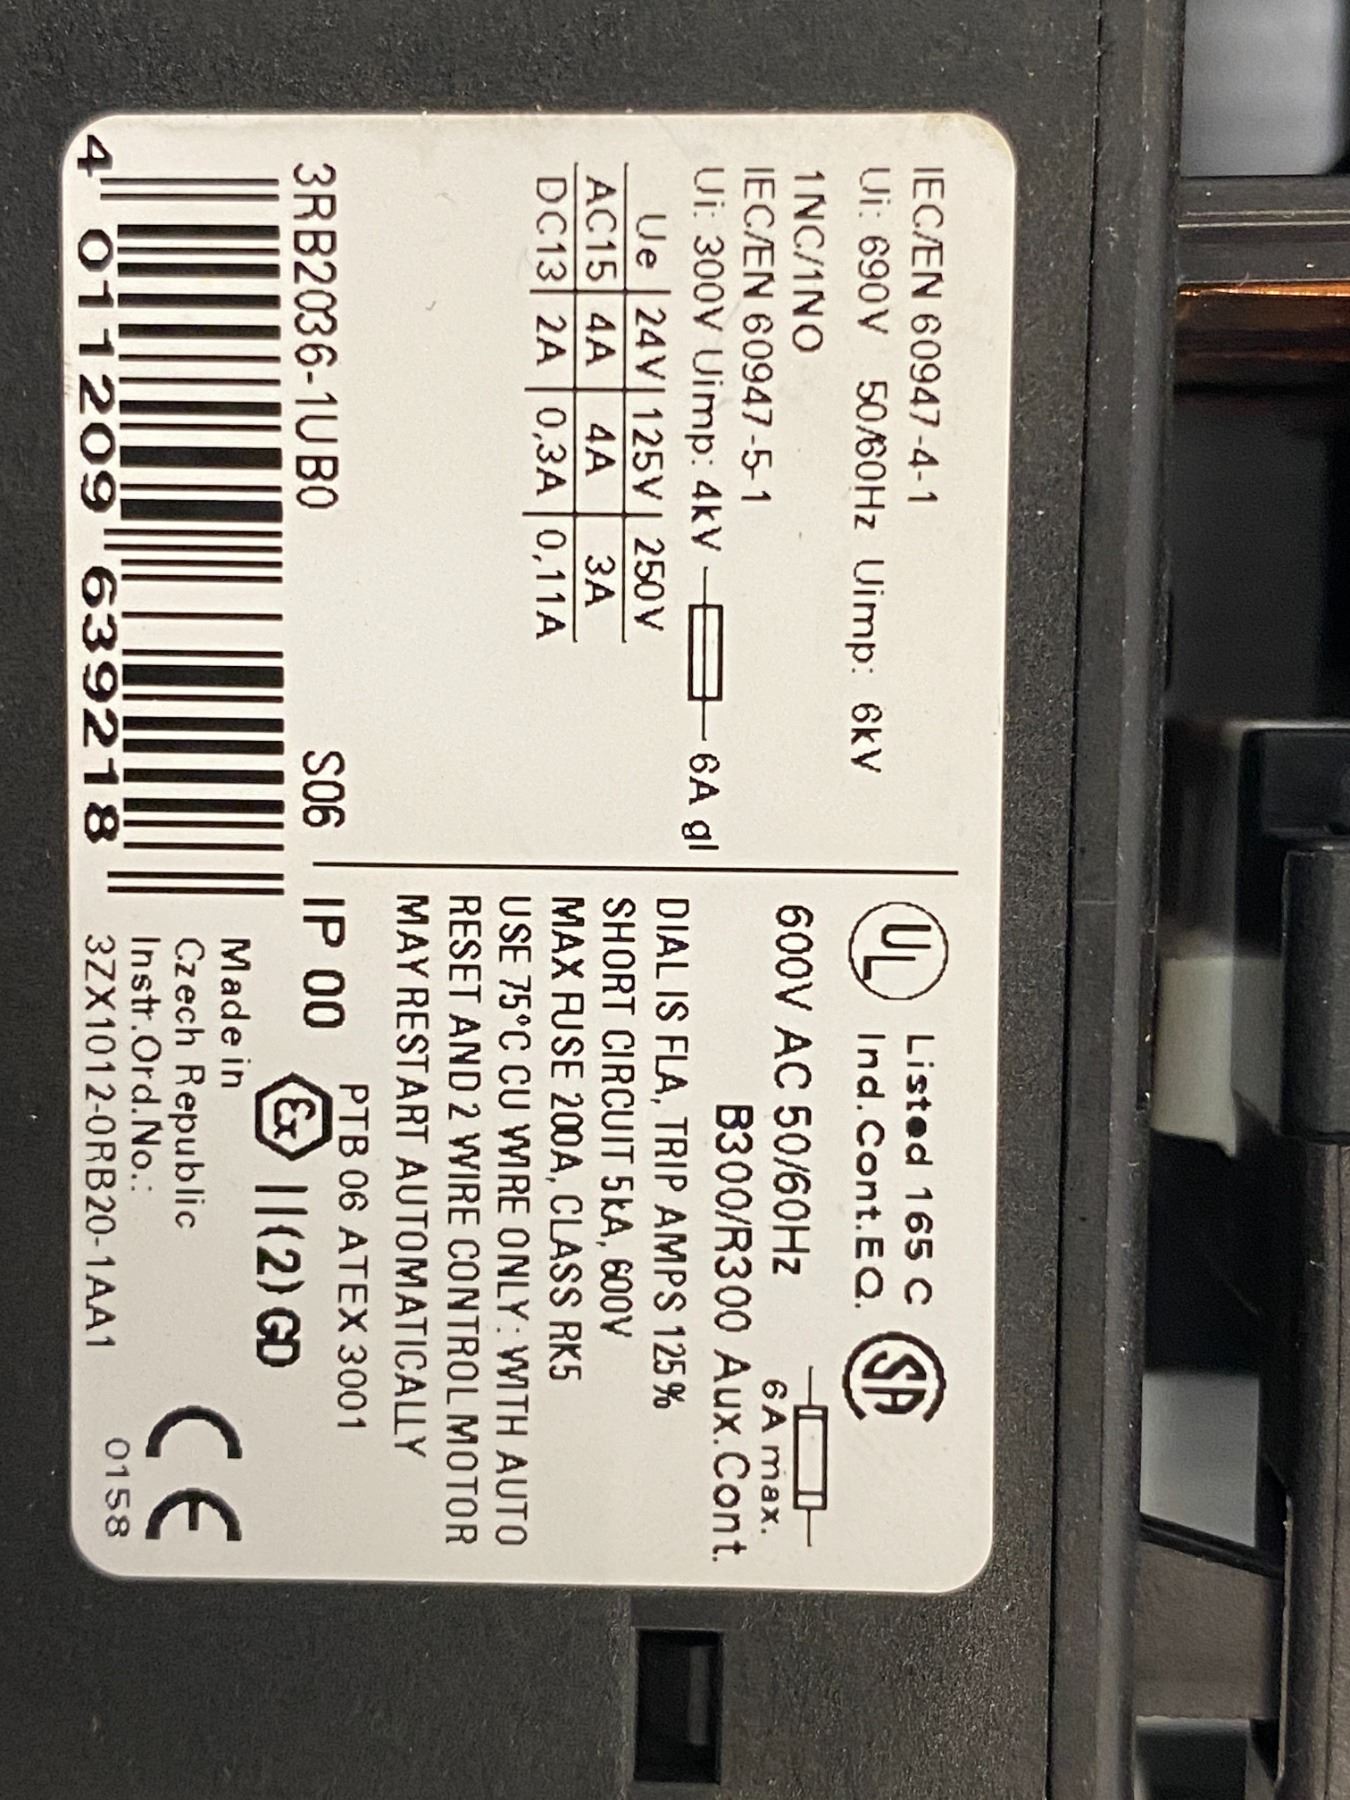 IEC/EN 60947-4-1
Ui: 690V 50/60Hz Uimp: 6kV
1NC/1NO
IEC/EN 60947-5-1
Ui: 300V Uimp: 4kV 6A gl
Ue 24V 125V 250V
AC15 4A 4A 3A
DC13 2A 0,3A 0,11A
3RB2036-1UB0 S06
4 011209 639218
UL Listed 165 C SA
Ind.Cont.EQ.
600V AC 50/60Hz 6A max.
B300/R300 Aux.Cont.
DIAL IS FLA, TRIP AMPS 125%
SHORT CIRCUIT 5kA, 600V
MAX FUSE 200A, CLASS RK5
USE 75°C CU WIRE ONLY: WITH AUTO
RESET AND 2 WIRE CONTROL MOTOR
MAY RESTART AUTOMATICALLY
IP 00 PTB 06 ATEX 3001
Ex II(2)GD
Made in
Czech Republic
Instr.Ord.No.:
3ZX1012-0RB20-1AA1
CE
0158